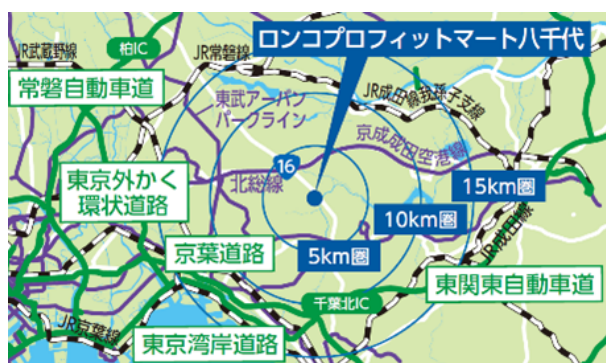 ロンコプロフィットマート八千代
JR武蔵野線
柏IC
JR常磐線
常磐自動車道
東武アーバン
パークライン
JR成田線我孫子支線
京成成田空港線
16
北総線
東京外かく
環状道路
15km圏
10km圏
5km圏
京葉道路
JR成田線
東関東自動車道
千葉北IC
JR京葉線
東京湾岸道路